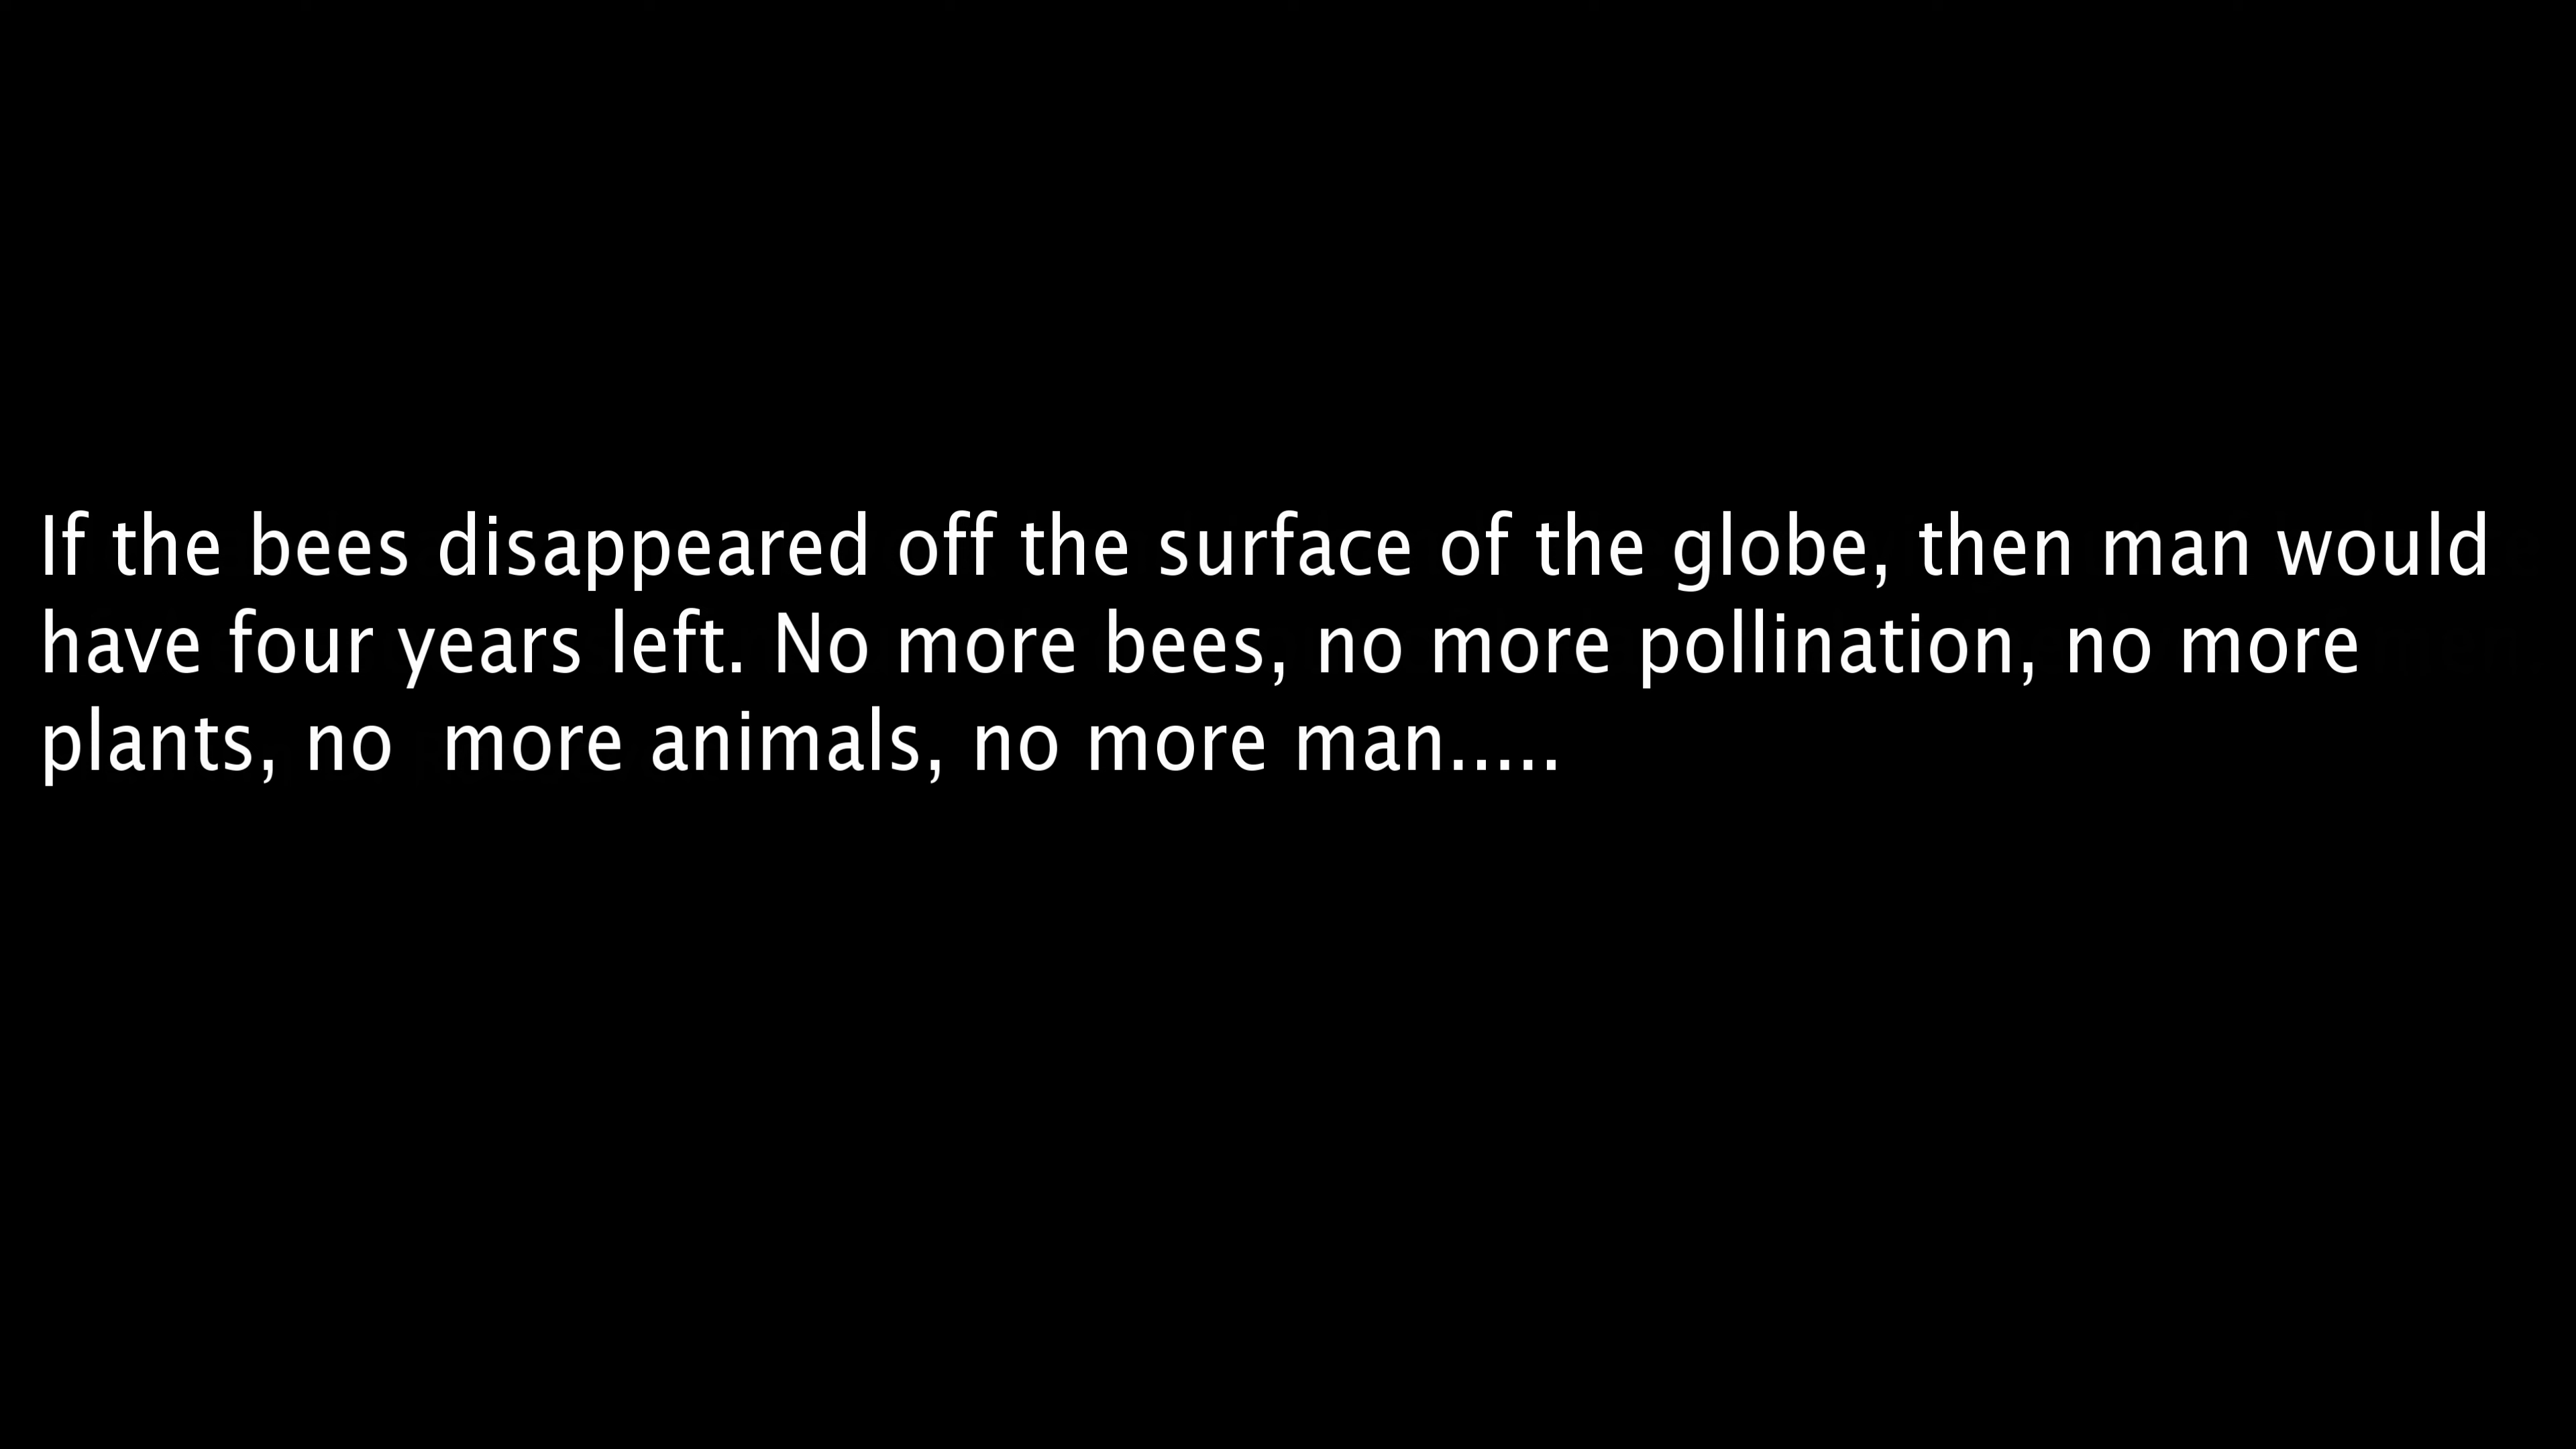 If the bees disappeared off the surface of the globe, then man would
have four years left. No more bees, no more pollination, no more
plants, no  more animals, no more man.....